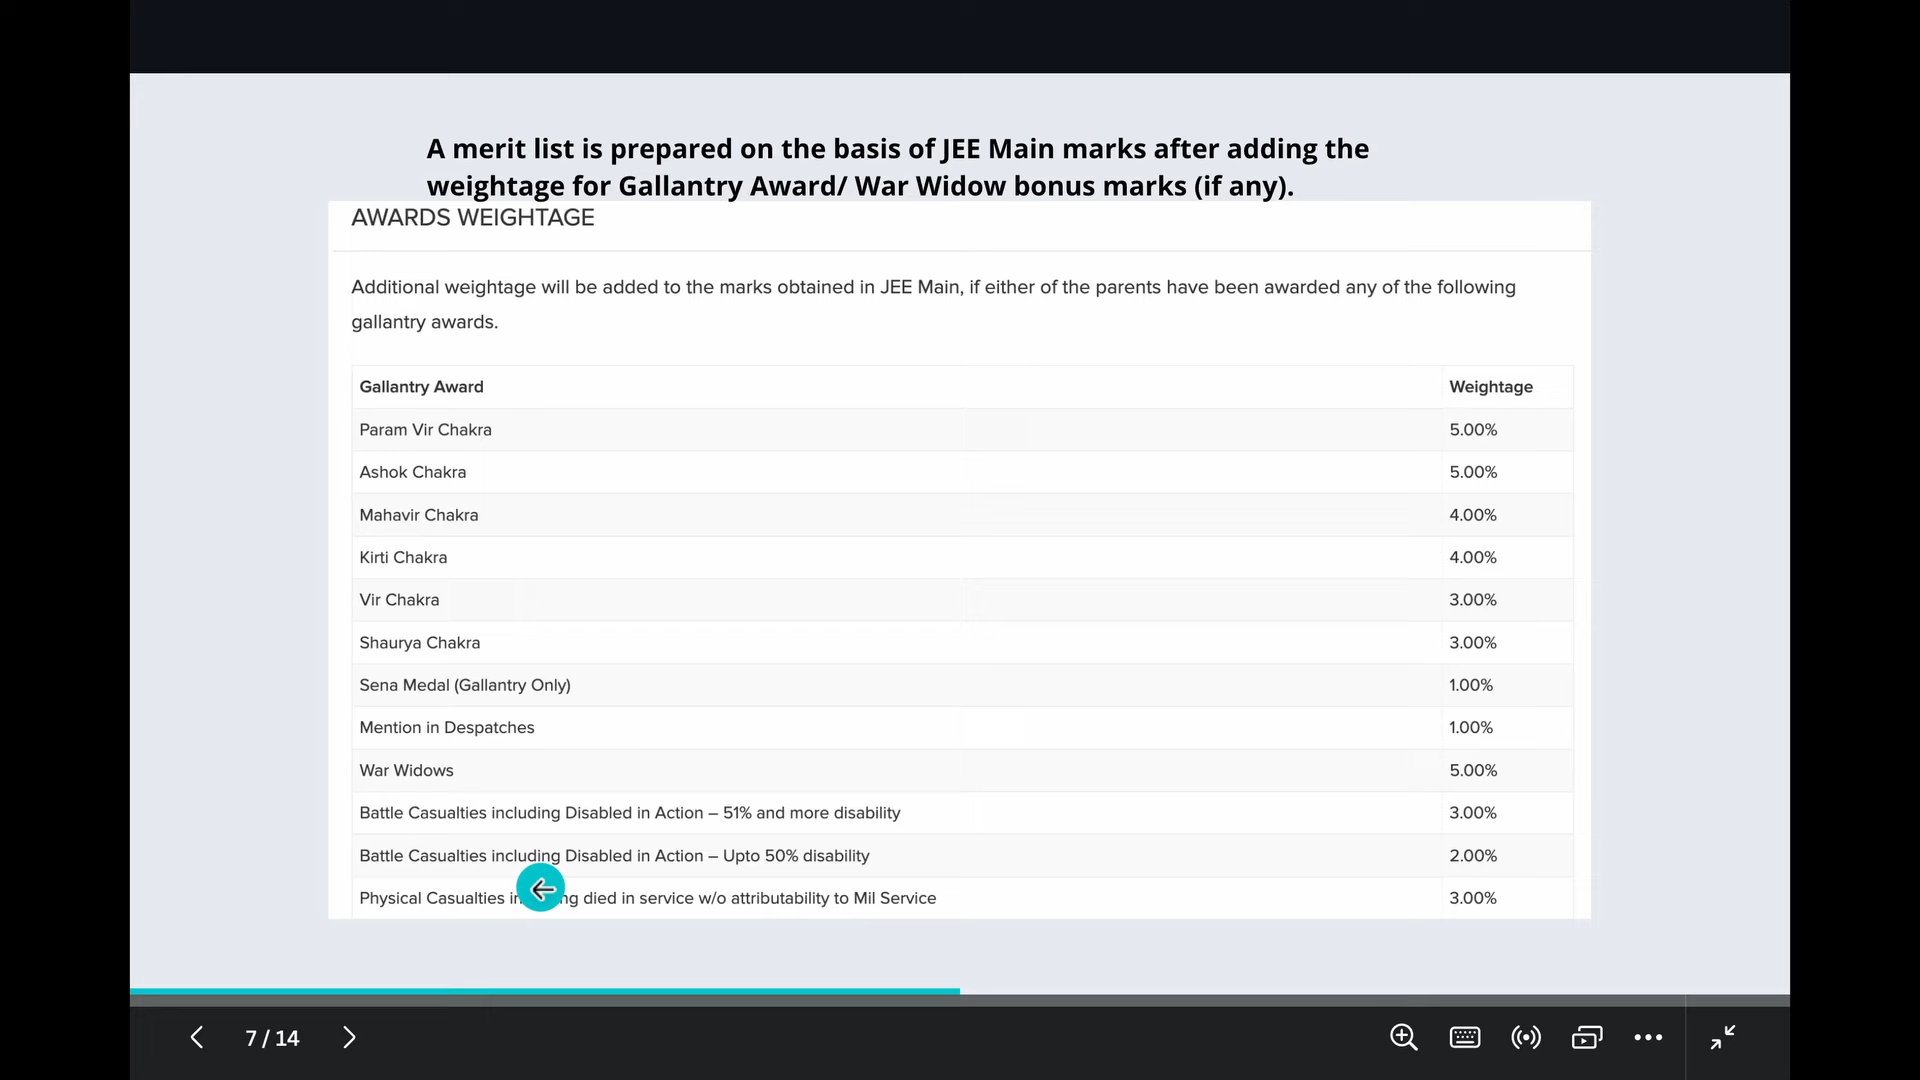 A merit list is prepared on the basis of JEE Main marks after adding the
weightage for Gallantry Award/ War Widow bonus marks (if any).
AWARDS WEIGHTAGE
Additional weightage will be added to the marks obtained in JEE Main, if either of the parents have been awarded any of the following
gallantry awards.
Gallantry Award Weightage
Param Vir Chakra 5.00%
Ashok Chakra 5.00%
Mahavir Chakra 4.00%
Kirti Chakra 4.00%
Vir Chakra 3.00%
Shaurya Chakra 3.00%
Sena Medal (Gallantry Only) 1.00%
Mention in Despatches 1.00%
War Widows 5.00%
Battle Casualties including Disabled in Action – 51% and more disability 3.00%
Battle Casualties including Disabled in Action – Upto 50% disability 2.00%
Physical Casualties died in service w/o attributability to Mil Service 3.00%
7 / 14